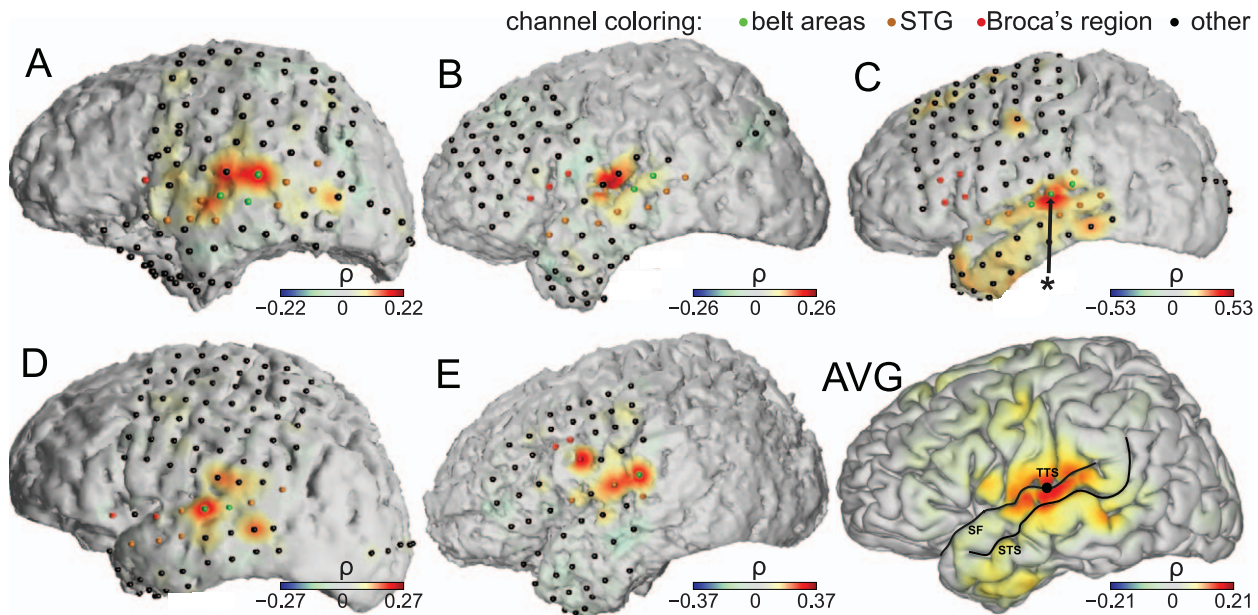 channel coloring: belt areas STG Broca's region other
A B C
ρ ρ ρ
−0.22 0 0.22 −0.26 0 0.26 −0.53 0 0.53
*
D E AVG
TTS
SF
STS
ρ ρ ρ
−0.27 0 0.27 −0.37 0 0.37 −0.21 0 0.21